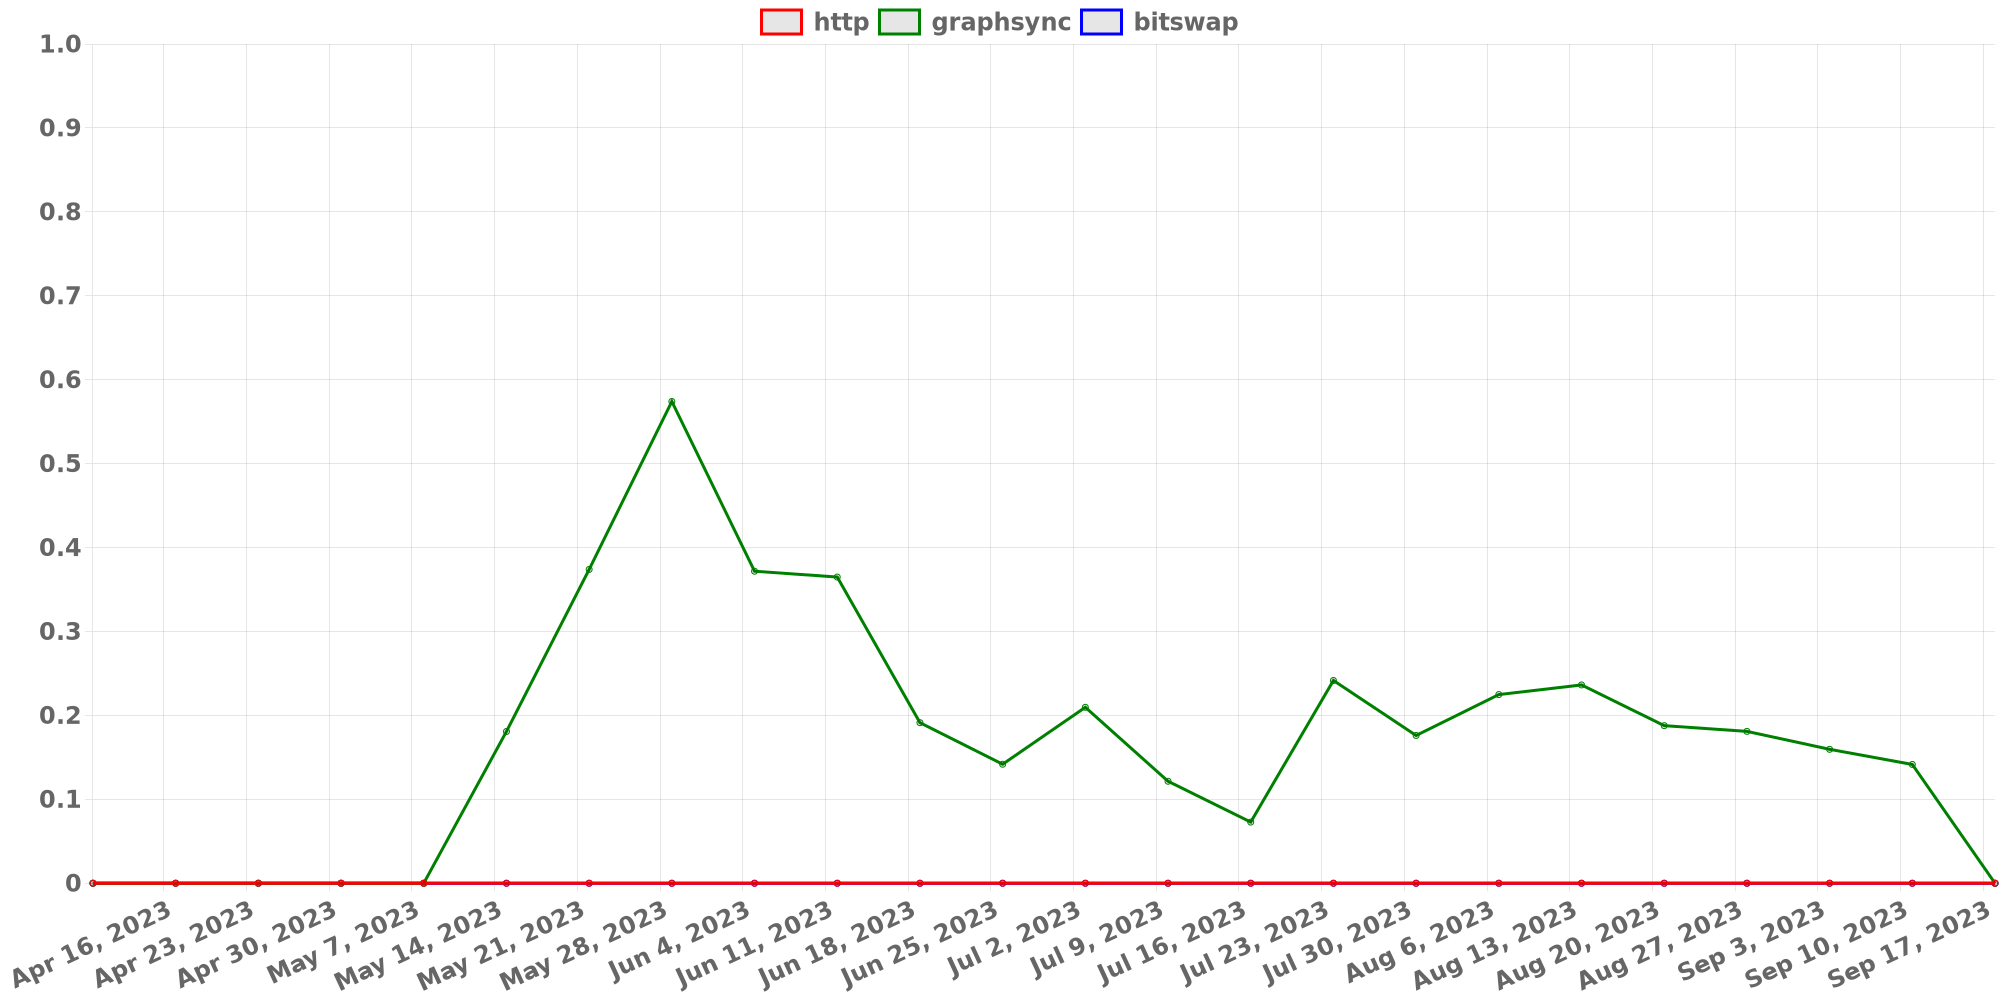 http graphsync bitswap
1.0
0.9
0.8
0.7
0.6
0.5
0.4
0.3
0.2
0.1
0
Apr 16, 2023
Apr 23, 2023
Apr 30, 2023
May 7, 2023
May 14, 2023
May 21, 2023
May 28, 2023
Jun 4, 2023
Jun 11, 2023
Jun 18, 2023
Jun 25, 2023
Jul 2, 2023
Jul 9, 2023
Jul 16, 2023
Jul 23, 2023
Jul 30, 2023
Aug 6, 2023
Aug 13, 2023
Aug 20, 2023
Aug 27, 2023
Sep 3, 2023
Sep 10, 2023
Sep 17, 2023